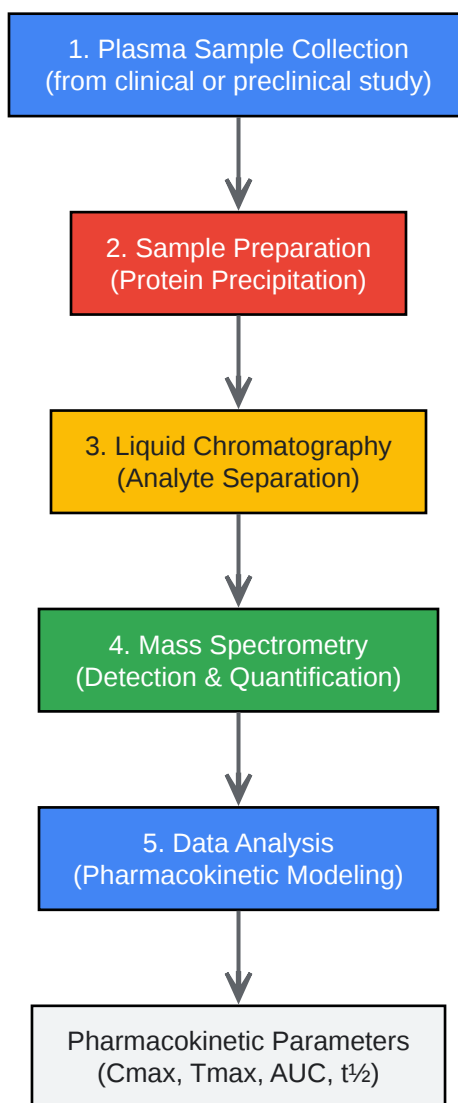 1. Plasma Sample Collection
(from clinical or preclinical study)
2. Sample Preparation
(Protein Precipitation)
3. Liquid Chromatography
(Analyte Separation)
4. Mass Spectrometry
(Detection & Quantification)
5. Data Analysis
(Pharmacokinetic Modeling)
Pharmacokinetic Parameters
(Cmax, Tmax, AUC, t½)